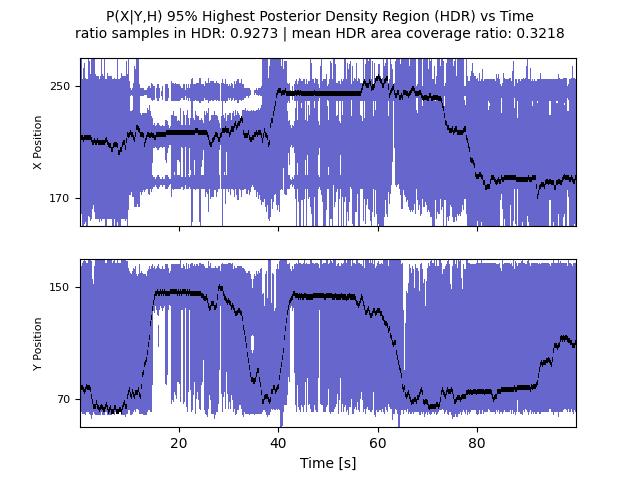 P(X|Y,H) 95% Highest Posterior Density Region (HDR) vs Time
ratio samples in HDR: 0.9273 | mean HDR area coverage ratio: 0.3218
250
170
X Position
150
70
Y Position
20 40 60 80
Time [s]